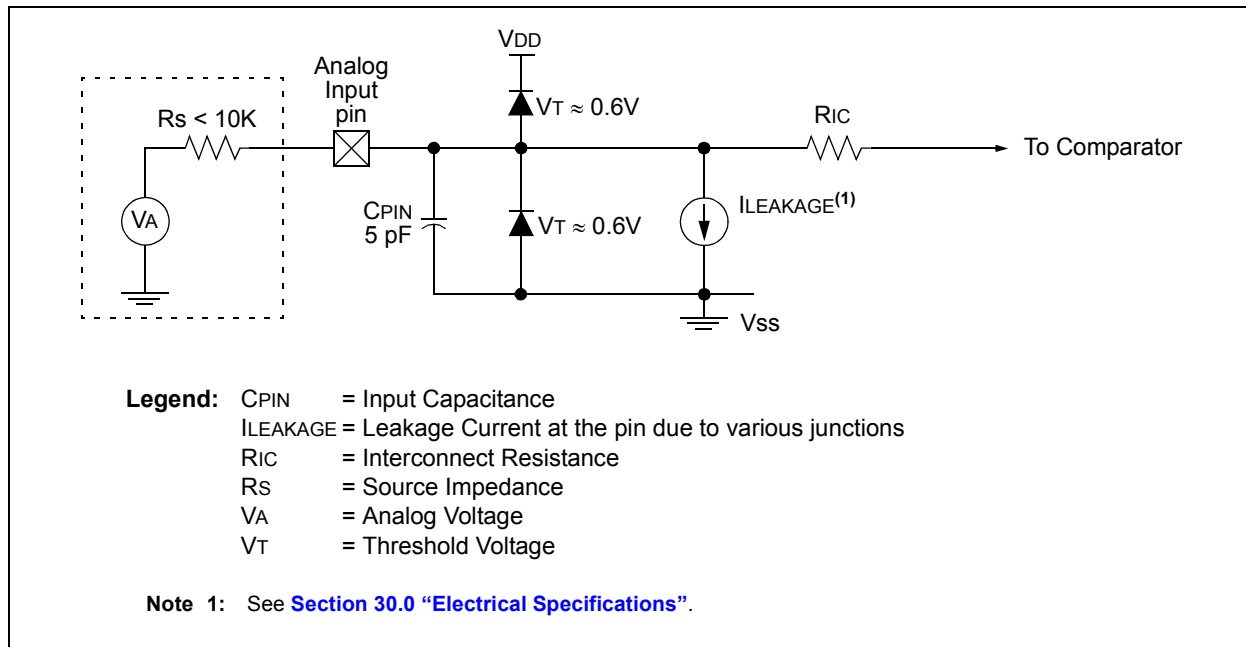 VDD
Analog
Input
pin
Rs < 10K
VT ≈ 0.6V
RIC
To Comparator
VA
CPIN
5 pF
VT ≈ 0.6V
ILEAKAGE(1)
Vss
Legend: CPIN = Input Capacitance
ILEAKAGE = Leakage Current at the pin due to various junctions
RIC = Interconnect Resistance
RS = Source Impedance
VA = Analog Voltage
VT = Threshold Voltage
Note 1: See Section 30.0 “Electrical Specifications”.